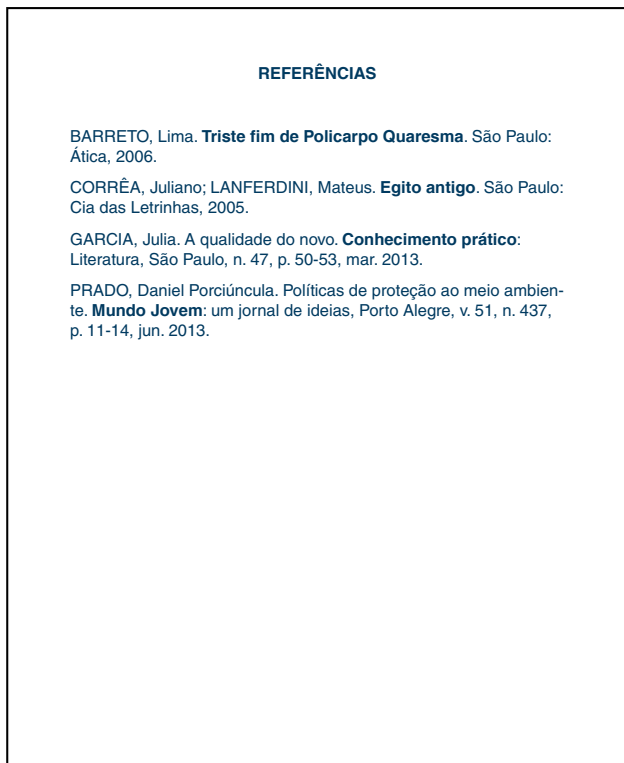 REFERÊNCIAS
BARRETO, Lima. Triste fim de Policarpo Quaresma. São Paulo:
Ática, 2006.
CORRÊA, Juliano; LANFERDINI, Mateus. Egito antigo. São Paulo:
Cia das Letrinhas, 2005.
GARCIA, Julia. A qualidade do novo. Conhecimento prático:
Literatura, São Paulo, n. 47, p. 50-53, mar. 2013.
PRADO, Daniel Porciúncula. Políticas de proteção ao meio ambien-
te. Mundo Jovem: um jornal de ideias, Porto Alegre, v. 51, n. 437,
p. 11-14, jun. 2013.